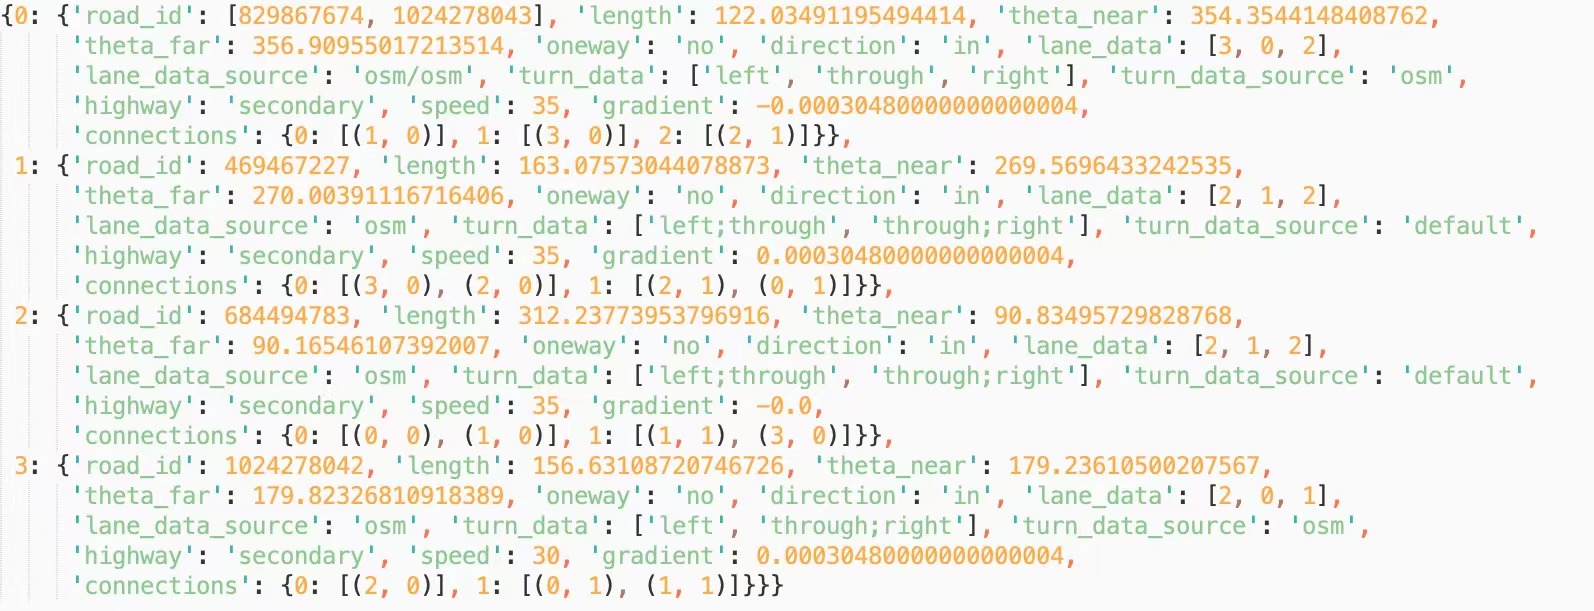 {0: {'road_id': [829867674, 1024278043], 'length': 122.03491195494414, 'theta_near': 354.3544148408762,
'theta_far': 356.90955017213514, 'oneway': 'no', 'direction': 'in', 'lane_data': [3, 0, 2],
'lane_data_source': 'osm/osm', 'turn_data': ['left', 'through', 'right'], 'turn_data_source': 'osm',
'highway': 'secondary', 'speed': 35, 'gradient': -0.00030480000000000004,
'connections': {0: [(1, 0)], 1: [(3, 0)], 2: [(2, 1)]}},
1: {'road_id': 469467227, 'length': 163.07573044078873, 'theta_near': 269.5696433242535,
'theta_far': 270.00391116716406, 'oneway': 'no', 'direction': 'in', 'lane_data': [2, 1, 2],
'lane_data_source': 'osm', 'turn_data': ['left;through', 'through;right'], 'turn_data_source': 'default',
'highway': 'secondary', 'speed': 35, 'gradient': 0.00030480000000000004,
'connections': {0: [(3, 0), (2, 0)], 1: [(2, 1), (0, 1)]}},
2: {'road_id': 684494783, 'length': 312.23773953796916, 'theta_near': 90.83495729828768,
'theta_far': 90.16546107392007, 'oneway': 'no', 'direction': 'in', 'lane_data': [2, 1, 2],
'lane_data_source': 'osm', 'turn_data': ['left;through', 'through;right'], 'turn_data_source': 'default',
'highway': 'secondary', 'speed': 35, 'gradient': -0.0,
'connections': {0: [(0, 0), (1, 0)], 1: [(1, 1), (3, 0)]}},
3: {'road_id': 1024278042, 'length': 156.63108720746726, 'theta_near': 179.23610500207567,
'theta_far': 179.82326810918389, 'oneway': 'no', 'direction': 'in', 'lane_data': [2, 0, 1],
'lane_data_source': 'osm', 'turn_data': ['left', 'through;right'], 'turn_data_source': 'osm',
'highway': 'secondary', 'speed': 30, 'gradient': 0.00030480000000000004,
'connections': {0: [(2, 0)], 1: [(0, 1), (1, 1)]}}}